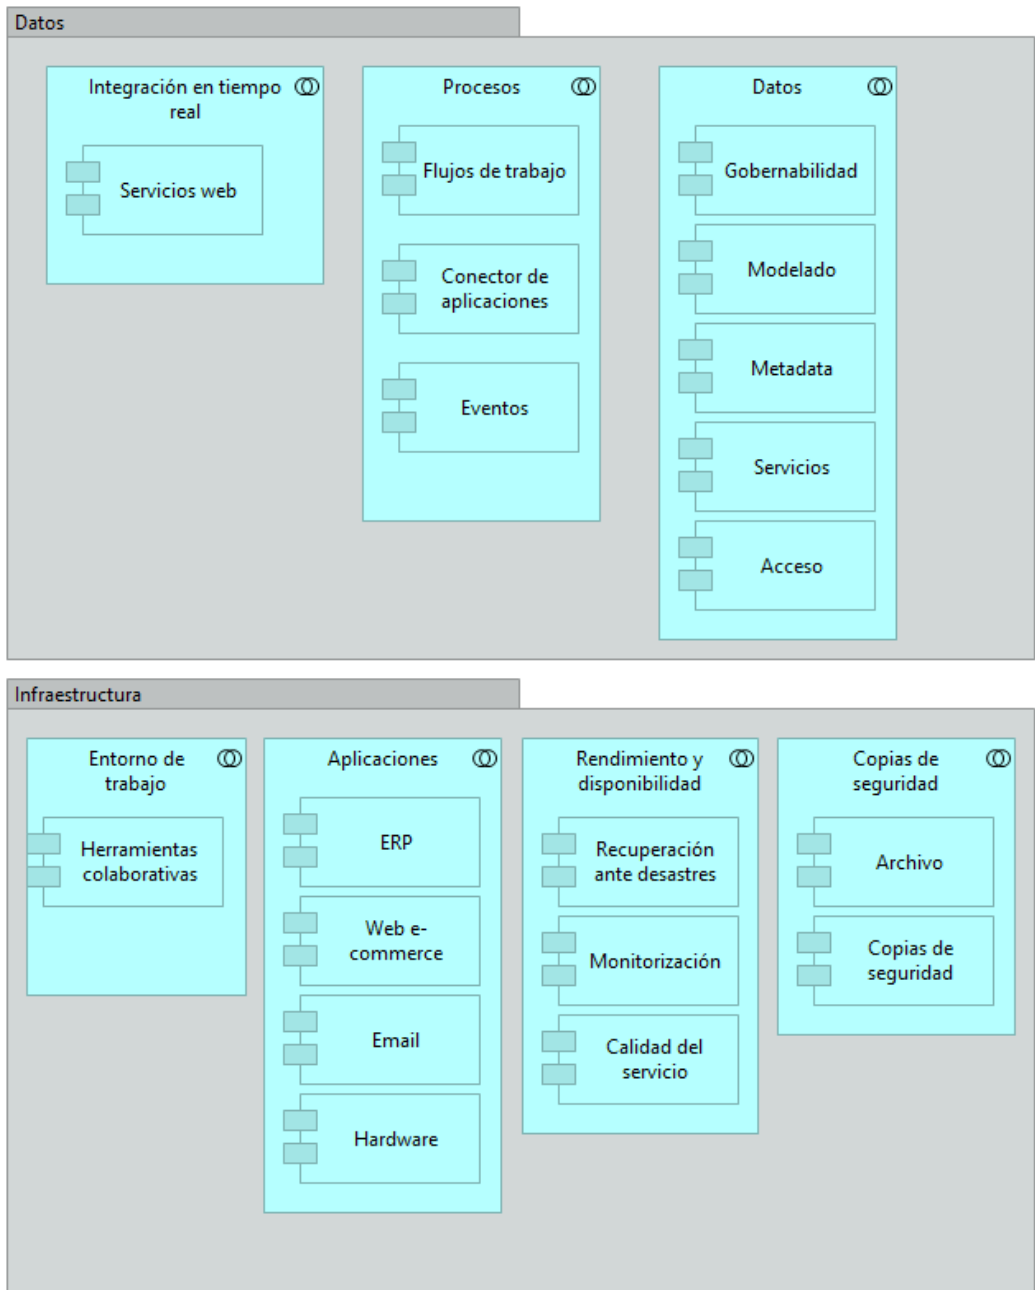 Datos
Integración en tiempo
real
Servicios web
Procesos
Flujos de trabajo
Conector de
aplicaciones
Eventos
Datos
Gobernabilidad
Modelado
Metadata
Servicios
Acceso
Infraestructura
Entorno de
trabajo
Herramientas
colaborativas
Aplicaciones
ERP
Web e-
commerce
Email
Hardware
Rendimiento y
disponibilidad
Recuperación
ante desastres
Monitorización
Calidad del
servicio
Copias de
seguridad
Archivo
Copias de
seguridad